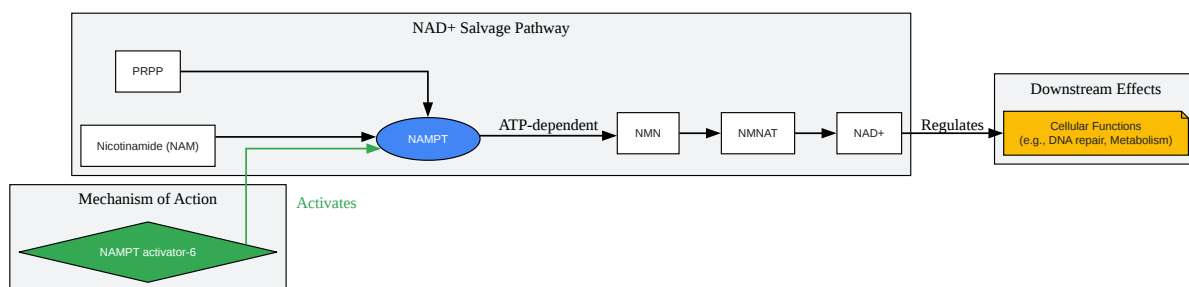 NAD+ Salvage Pathway
PRPP
Nicotinamide (NAM)
NAMPT
ATP-dependent
NMN
NMNAT
NAD+
Regulates
Downstream Effects
Cellular Functions
(e.g., DNA repair, Metabolism)
Mechanism of Action
Activates
NAMPT activator-6